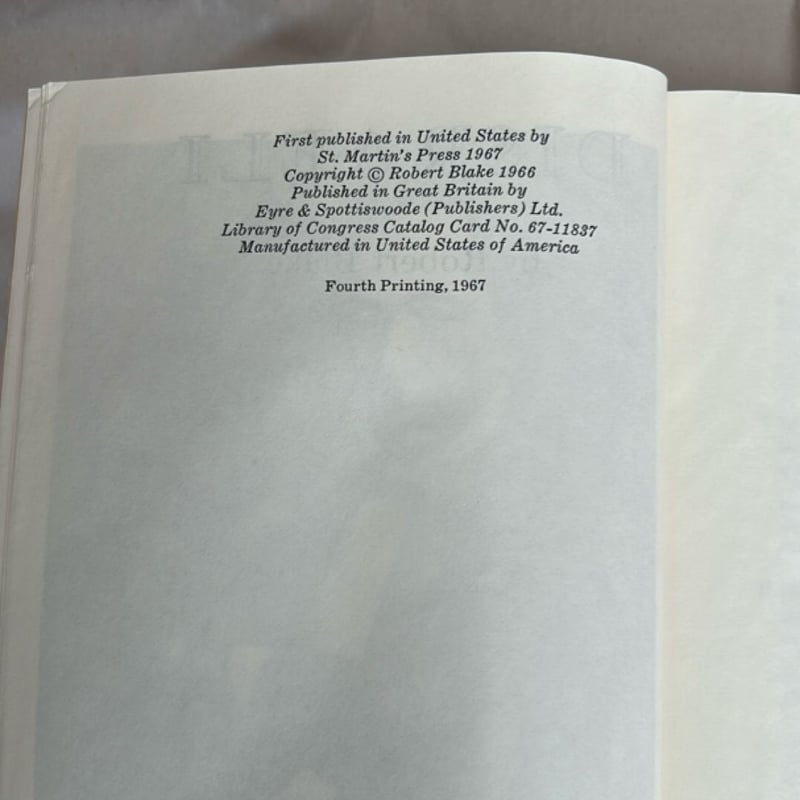 First published in United States by
St. Martin's Press 1967
Copyright © Robert Blake 1966
Published in Great Britain by
Eyre & Spottiswoode (Publishers) Ltd.
Library of Congress Catalog Card No. 67-11837
Manufactured in United States of America
Fourth Printing, 1967